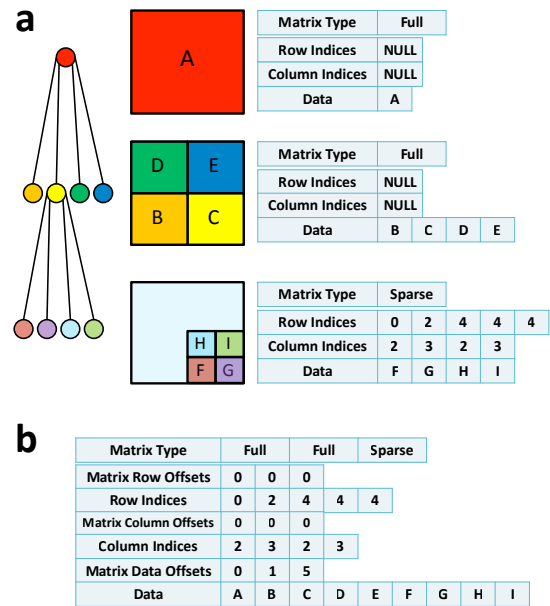 a
A
Matrix Type Full
Row Indices NULL
Column Indices NULL
Data A
D E
B C
Matrix Type Full
Row Indices NULL
Column Indices NULL
Data B C D E
H I
F G
Matrix Type Sparse
Row Indices 0 2 4 4 4
Column Indices 2 3 2 3
Data F G H I
b
Matrix Type Full Full Sparse
Matrix Row Offsets 0 0 0
Row Indices 0 2 4 4 4
Matrix Column Offsets 0 0 0
Column Indices 2 3 2 3
Matrix Data Offsets 0 1 5
Data A B C D E F G H I